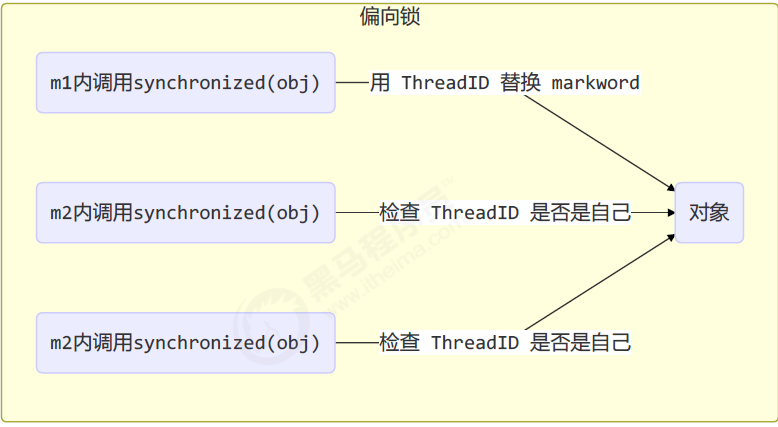 偏向锁
m1内调用synchronized(obj)
用 ThreadID 替换 markword
m2内调用synchronized(obj)
检查 ThreadID 是否是自己
对象
m2内调用synchronized(obj)
检查 ThreadID 是否是自己
黑马程序员™
www.itheima.com